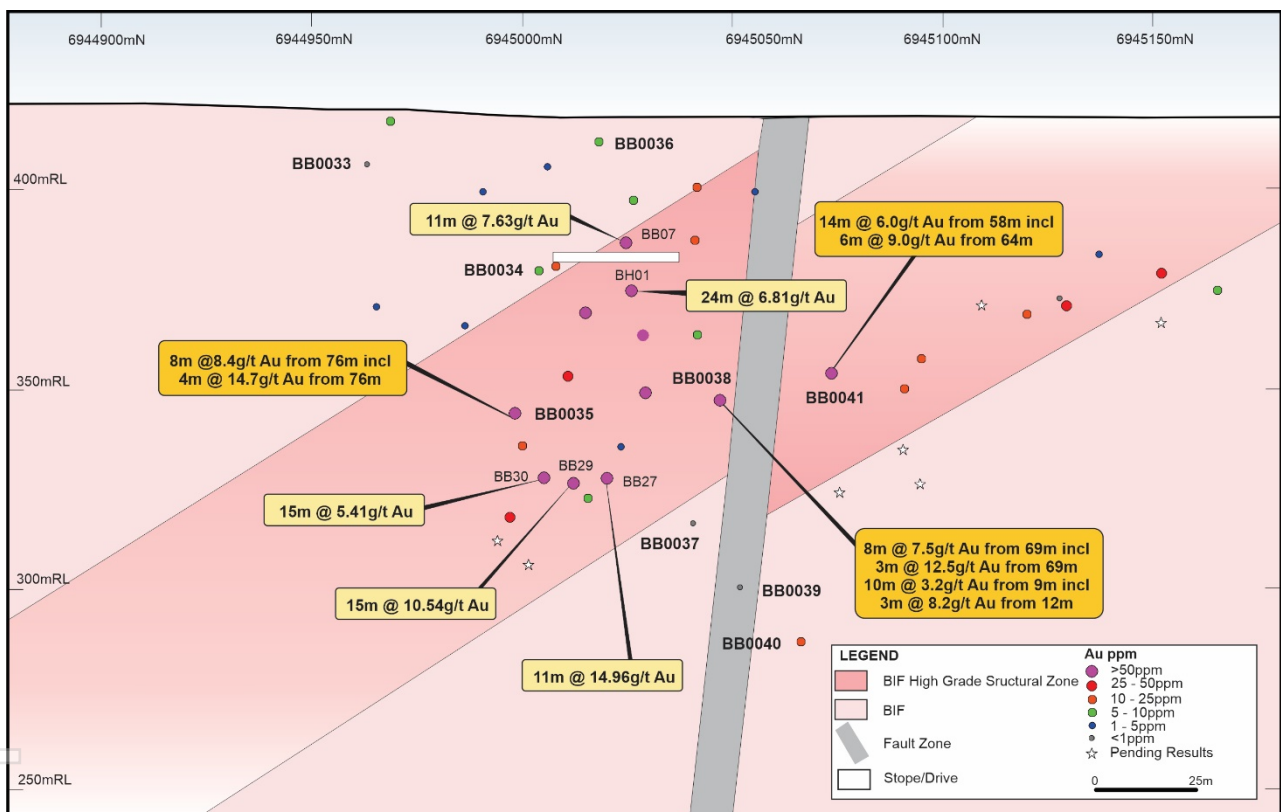 6944900mN
6944950mN
6945000mN
6945050mN
6945100mN
6945150mN
BB0036
BB0033
400mRL
11m @ 7.63g/t Au
BB07
14m @ 6.0g/t Au from 58m incl
6m @ 9.0g/t Au from 64m
BB0034
BH01
24m @ 6.81g/t Au
8m @8.4g/t Au from 76m incl
4m @ 14.7g/t Au from 76m
350mRL
BB0038
BB0041
BB0035
BB30
BB29
BB27
15m @ 5.41g/t Au
BB0037
8m @ 7.5g/t Au from 69m incl
3m @ 12.5g/t Au from 69m
10m @ 3.2g/t Au from 9m incl
3m @ 8.2g/t Au from 12m
300mRL
15m @ 10.54g/t Au
BB0039
BB0040
11m @ 14.96g/t Au
250mRL
LEGEND
BIF High Grade Sructural Zone
BIF
Fault Zone
Stope/Drive
Au ppm
>50ppm
25 - 50ppm
10 - 25ppm
5 - 10ppm
1 - 5ppm
<1ppm
Pending Results
0
25m